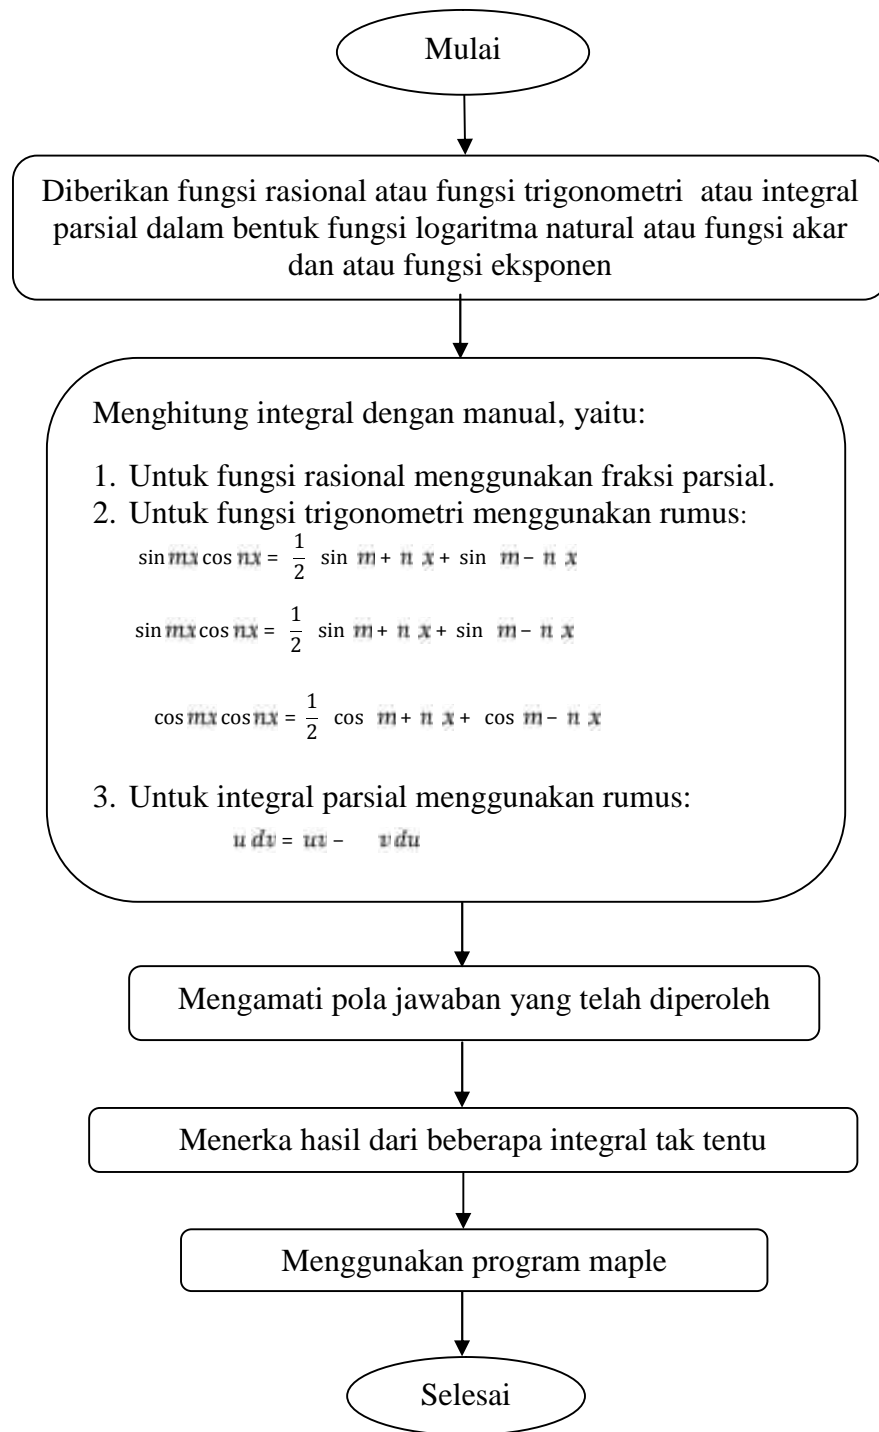 Mulai
Diberikan fungsi rasional atau fungsi trigonometri atau integral
parsial dalam bentuk fungsi logaritma natural atau fungsi akar
dan atau fungsi eksponen
Menghitung integral dengan manual, yaitu:
1. Untuk fungsi rasional menggunakan fraksi parsial.
2. Untuk fungsi trigonometri menggunakan rumus:
sin mx cos nx = 1/2 sin m + n x + sin m − n x
sin mx cos nx = 1/2 sin m + n x + sin m − n x
cos mx cos nx = 1/2 cos m + n x + cos m − n x
3. Untuk integral parsial menggunakan rumus:
u dv = uv − v du
Mengamati pola jawaban yang telah diperoleh
Menerka hasil dari beberapa integral tak tentu
Menggunakan program maple
Selesai